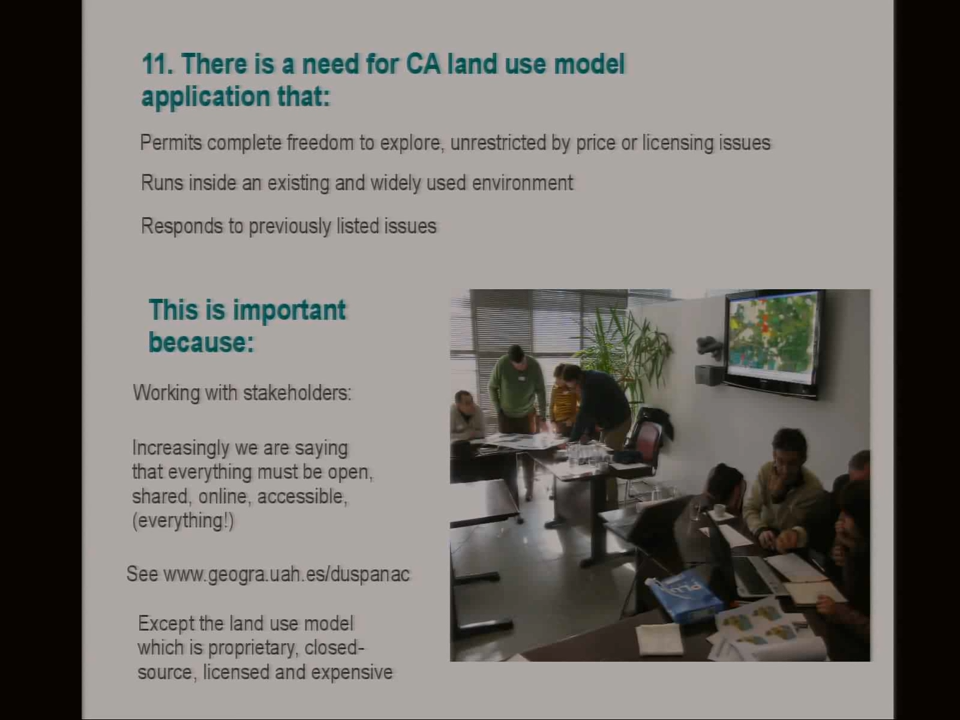 11. There is a need for CA land use model
application that:
Permits complete freedom to explore, unrestricted by price or licensing issues
Runs inside an existing and widely used environment
Responds to previously listed issues
This is important
because:
Working with stakeholders:
Increasingly we are saying
that everything must be open,
shared, online, accessible,
(everything!)
See www.geogra.uah.es/duspanac
Except the land use model
which is proprietary, closed-
source, licensed and expensive